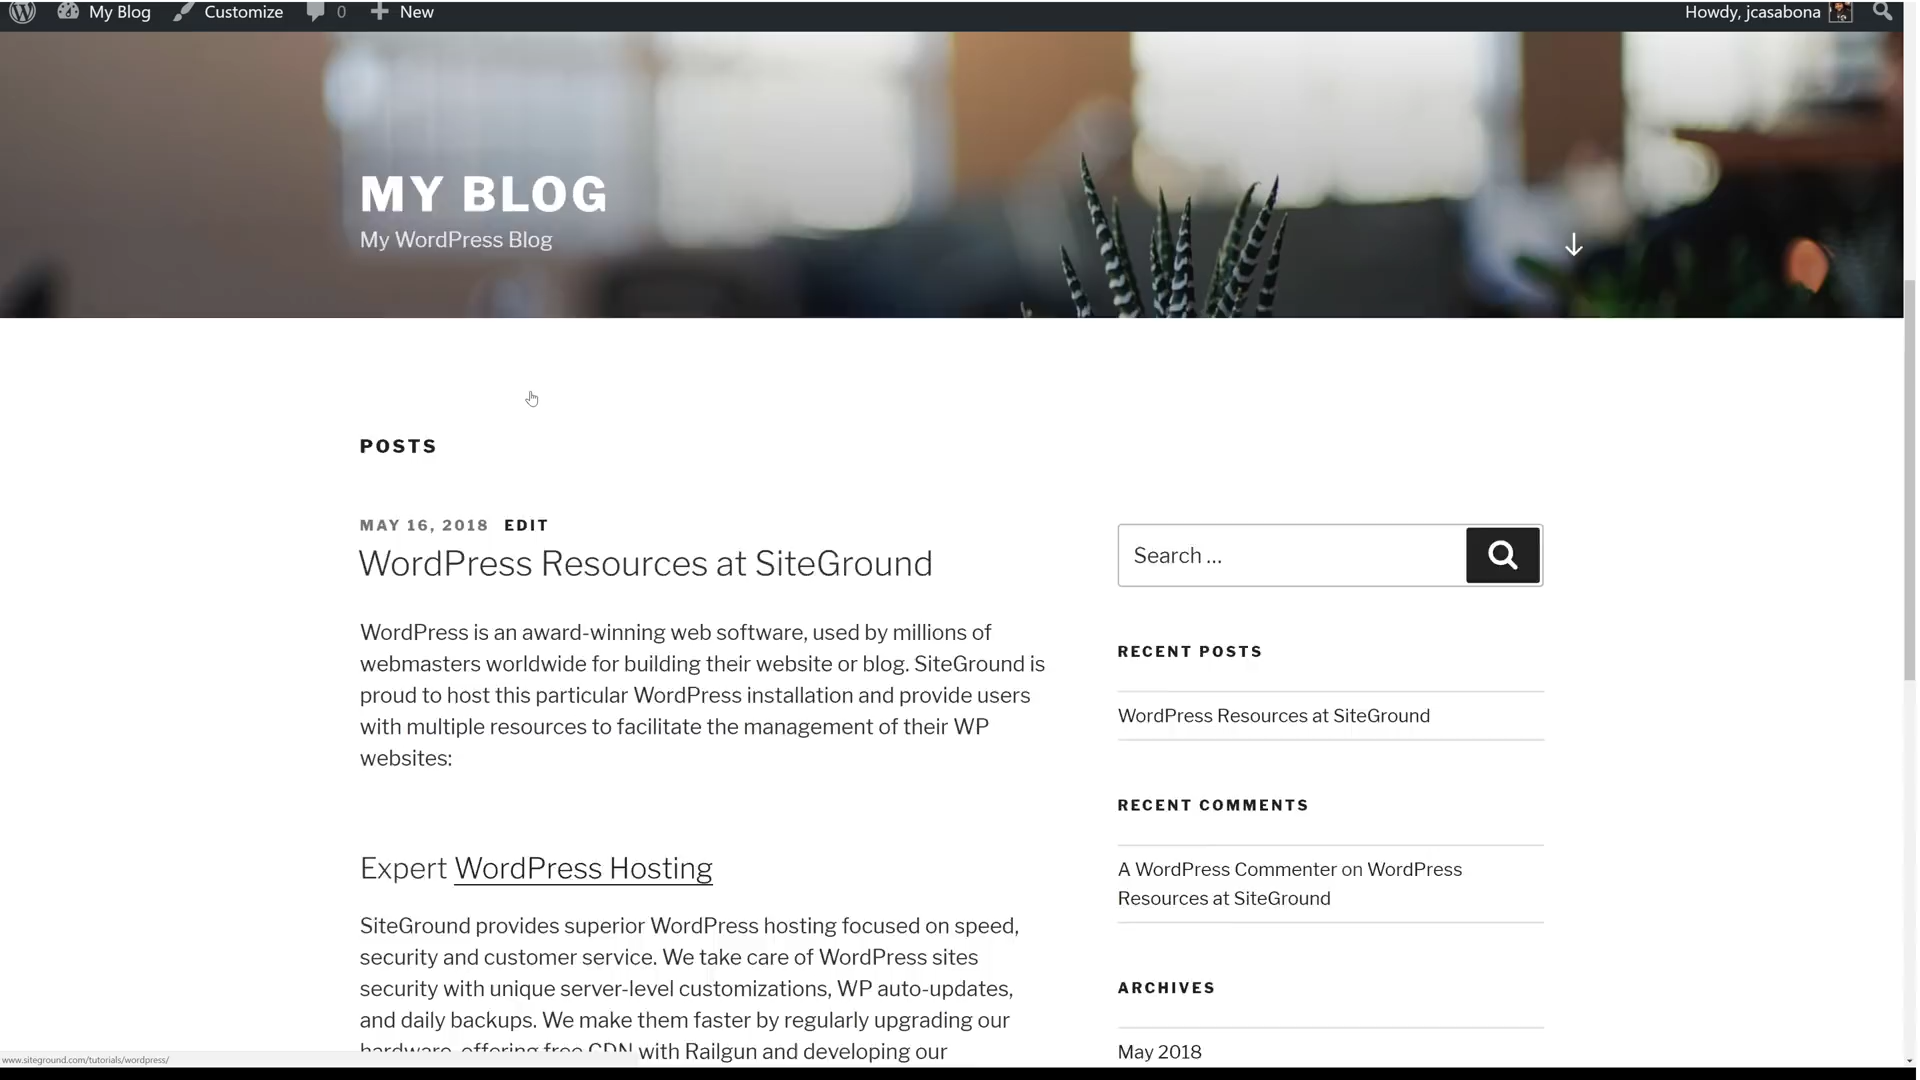 My Blog Customize 0 New Howdy, jcasabona
MY BLOG
My WordPress Blog
POSTS
MAY 16, 2018 EDIT
WordPress Resources at SiteGround
WordPress is an award-winning web software, used by millions of
webmasters worldwide for building their website or blog. SiteGround is
proud to host this particular WordPress installation and provide users
with multiple resources to facilitate the management of their WP
websites:
Expert WordPress Hosting
SiteGround provides superior WordPress hosting focused on speed,
security and customer service. We take care of WordPress sites
security with unique server-level customizations, WP auto-updates,
and daily backups. We make them faster by regularly upgrading our
hardware, offering free CDN with Railgun and developing our
Search ...
RECENT POSTS
WordPress Resources at SiteGround
RECENT COMMENTS
A WordPress Commenter on WordPress
Resources at SiteGround
ARCHIVES
May 2018
www.siteground.com/tutorials/wordpress/